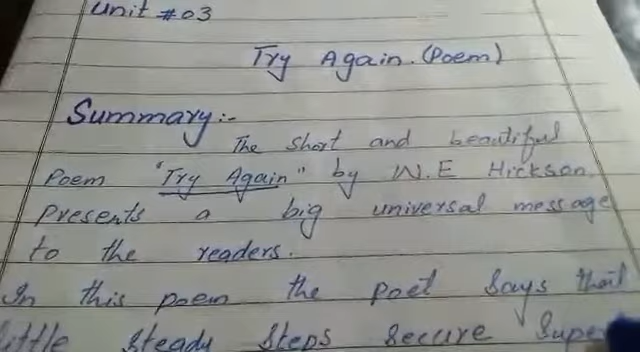 Unit #03
Try Again. (Poem)
Summary:-
The short and beautiful
Poem "Try Again" by W.E Hickson
Presents a big universal message
to the readers.
In this poem the poet says that
little steady steps secure